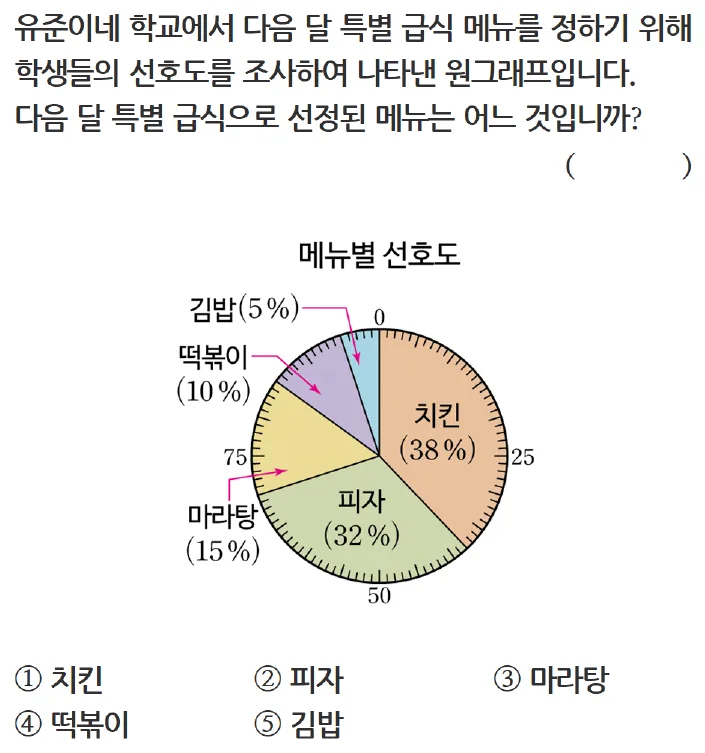 유준이네 학교에서 다음 달 특별 급식 메뉴를 정하기 위해
학생들의 선호도를 조사하여 나타낸 원그래프입니다.
다음 달 특별 급식으로 선정된 메뉴는 어느 것입니까?
( )
메뉴별 선호도
김밥(5 %)
0
떡볶이
(10 %)
치킨
(38 %)
75
25
피자
(32 %)
마라탕
(15 %)
50
① 치킨 ② 피자 ③ 마라탕
④ 떡볶이 ⑤ 김밥